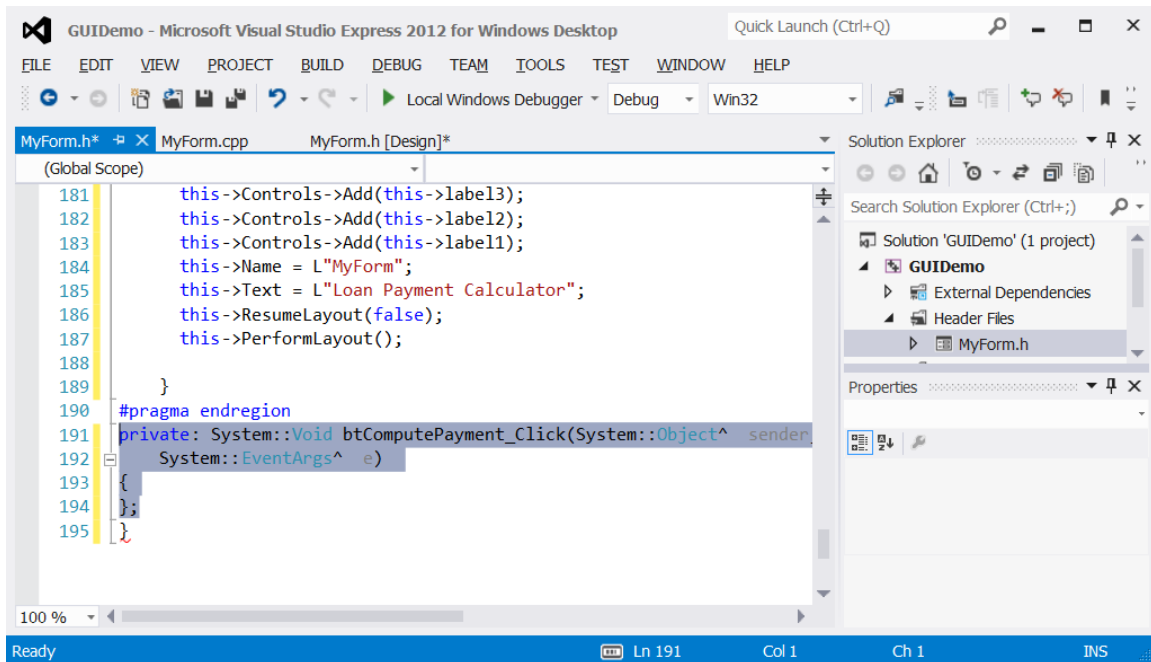 GUIDemo - Microsoft Visual Studio Express 2012 for Windows Desktop
Quick Launch (Ctrl+Q)
FILE EDIT VIEW PROJECT BUILD DEBUG TEAM TOOLS TEST WINDOW HELP
Local Windows Debugger Debug Win32
MyForm.h* MyForm.cpp MyForm.h [Design]*
(Global Scope)
181 this->Controls->Add(this->label3);
182 this->Controls->Add(this->label2);
183 this->Controls->Add(this->label1);
184 this->Name = L"MyForm";
185 this->Text = L"Loan Payment Calculator";
186 this->ResumeLayout(false);
187 this->PerformLayout();
188
189 }
190 #pragma endregion
191 private: System::Void btComputePayment_Click(System::Object^ sender
192 System::EventArgs^ e)
193 {
194 };
195 }
100 %
Solution Explorer
Search Solution Explorer (Ctrl+;)
Solution 'GUIDemo' (1 project)
GUIDemo
External Dependencies
Header Files
MyForm.h
Properties
Ready Ln 191 Col 1 Ch 1 INS